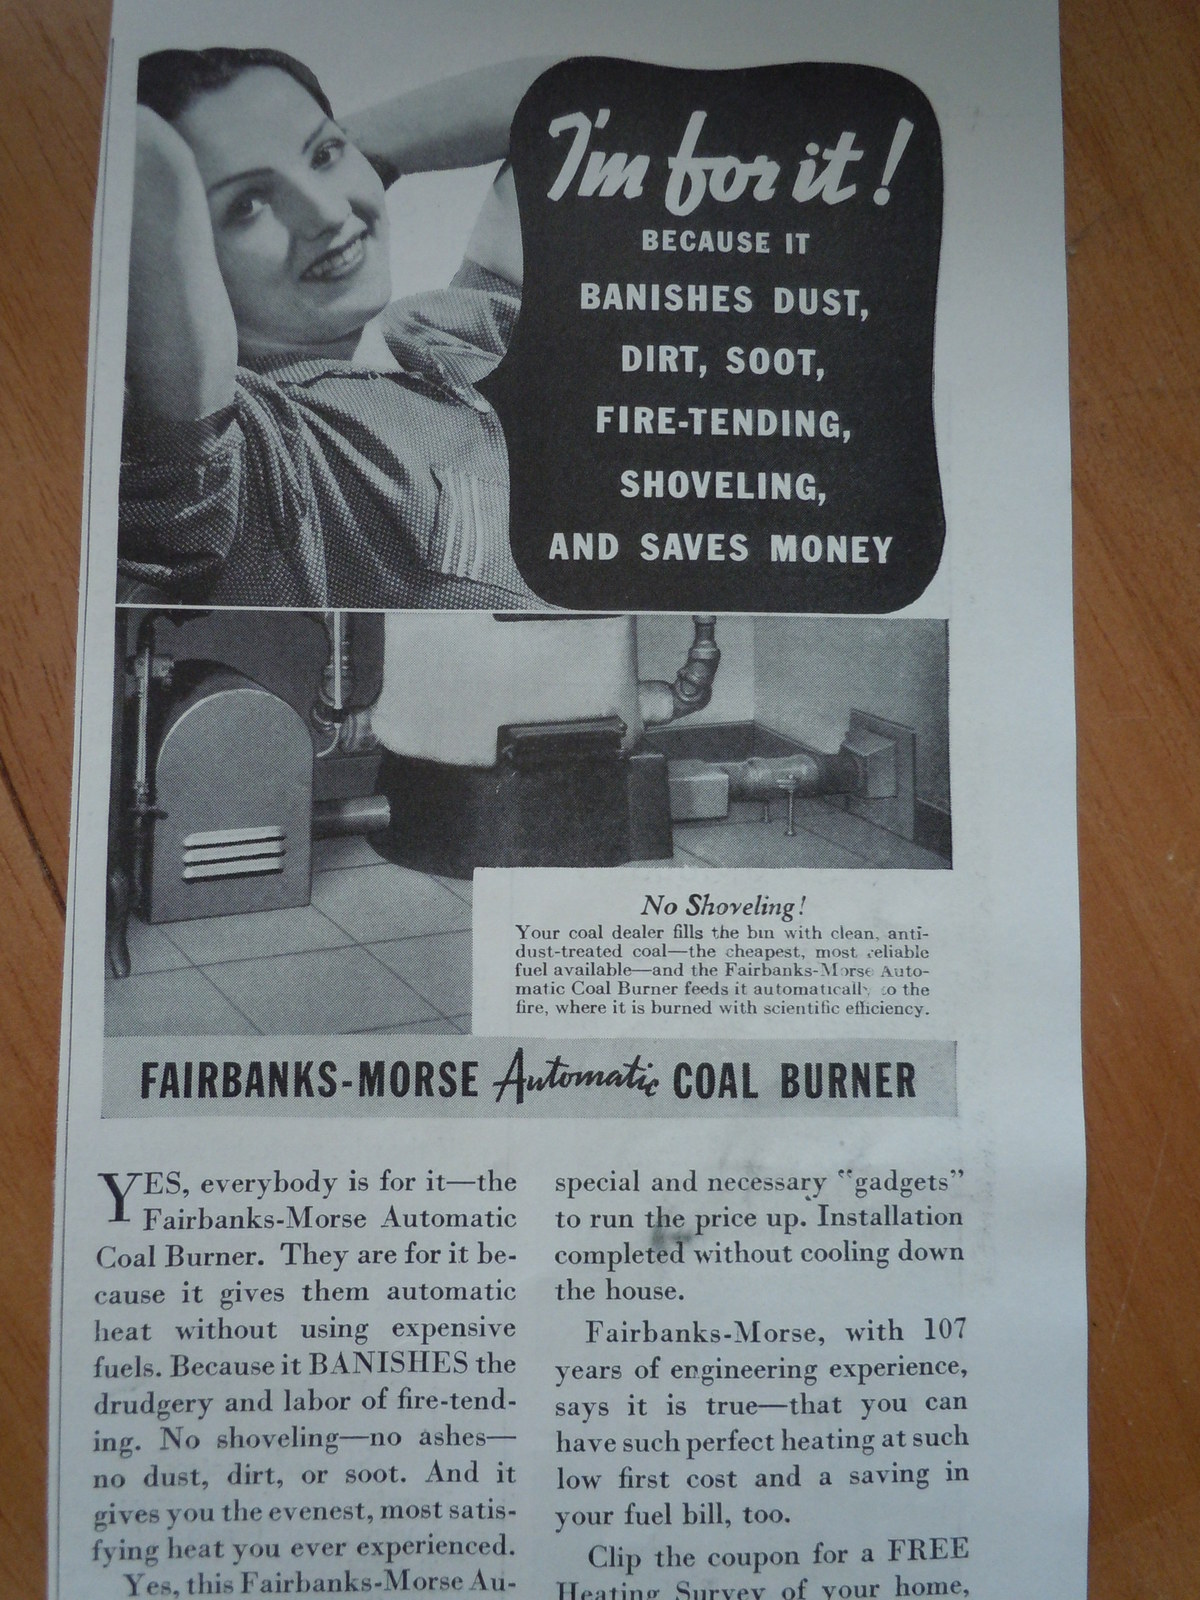 I'm for it!
BECAUSE IT
BANISHES DUST,
DIRT, SOOT,
FIRE-TENDING,
SHOVELING,
AND SAVES MONEY
No Shoveling!
Your coal dealer fills the bin with clean, anti-
dust-treated coal—the cheapest, most reliable
fuel available—and the Fairbanks-Morse Auto-
matic Coal Burner feeds it automatically to the
fire, where it is burned with scientific efficiency.
FAIRBANKS-MORSE Automatic COAL BURNER
YES, everybody is for it—the
Fairbanks-Morse Automatic
Coal Burner. They are for it be-
cause it gives them automatic
heat without using expensive
fuels. Because it BANISHES the
drudgery and labor of fire-tend-
ing. No shoveling—no ashes—
no dust, dirt, or soot. And it
gives you the evenest, most satis-
fying heat you ever experienced.
Yes, this Fairbanks-Morse Au-
special and necessary "gadgets"
to run the price up. Installation
completed without cooling down
the house.
Fairbanks-Morse, with 107
years of engineering experience,
says it is true—that you can
have such perfect heating at such
low first cost and a saving in
your fuel bill, too.
Clip the coupon for a FREE
Heating Survey of your home,